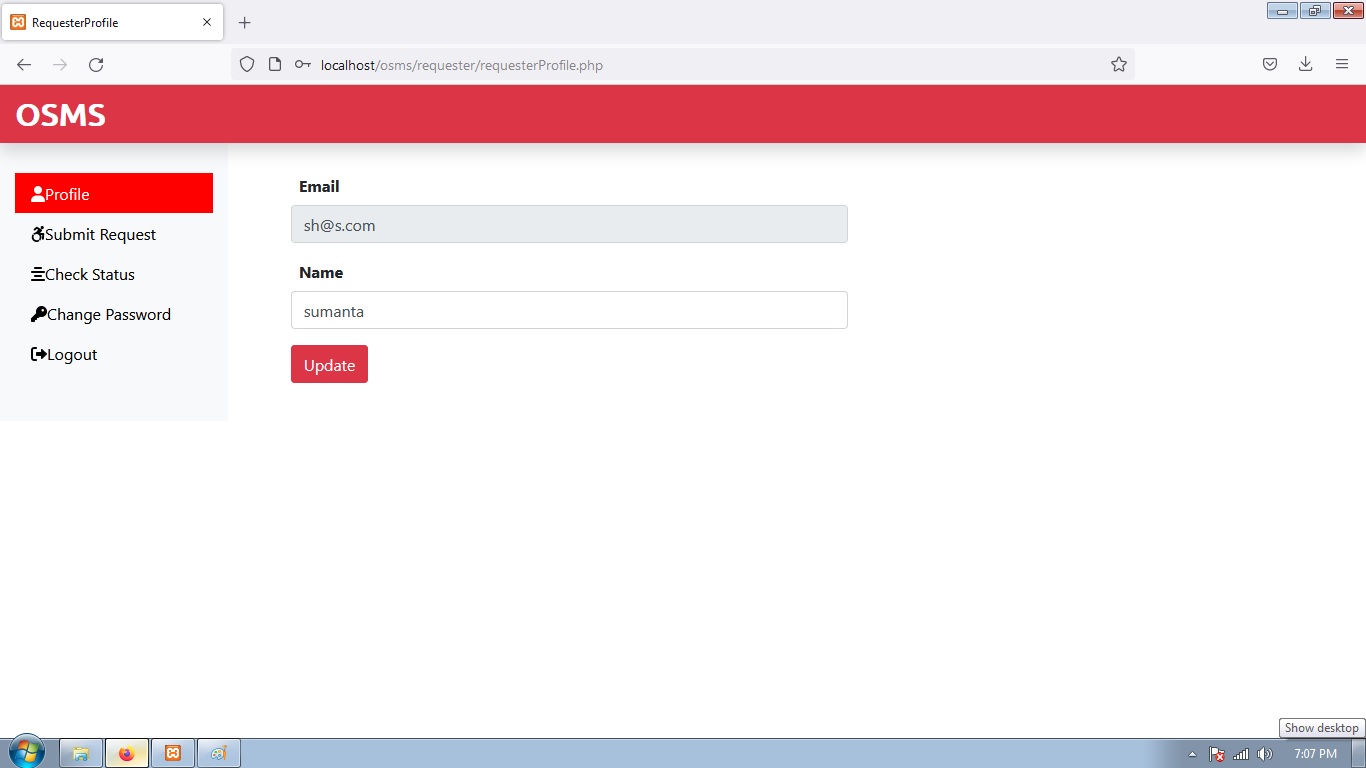 RequesterProfile
localhost/osms/requester/requesterProfile.php
OSMS
Profile
Submit Request
Check Status
Change Password
Logout
Email
sh@s.com
Name
sumanta
Update
Show desktop
7:07 PM